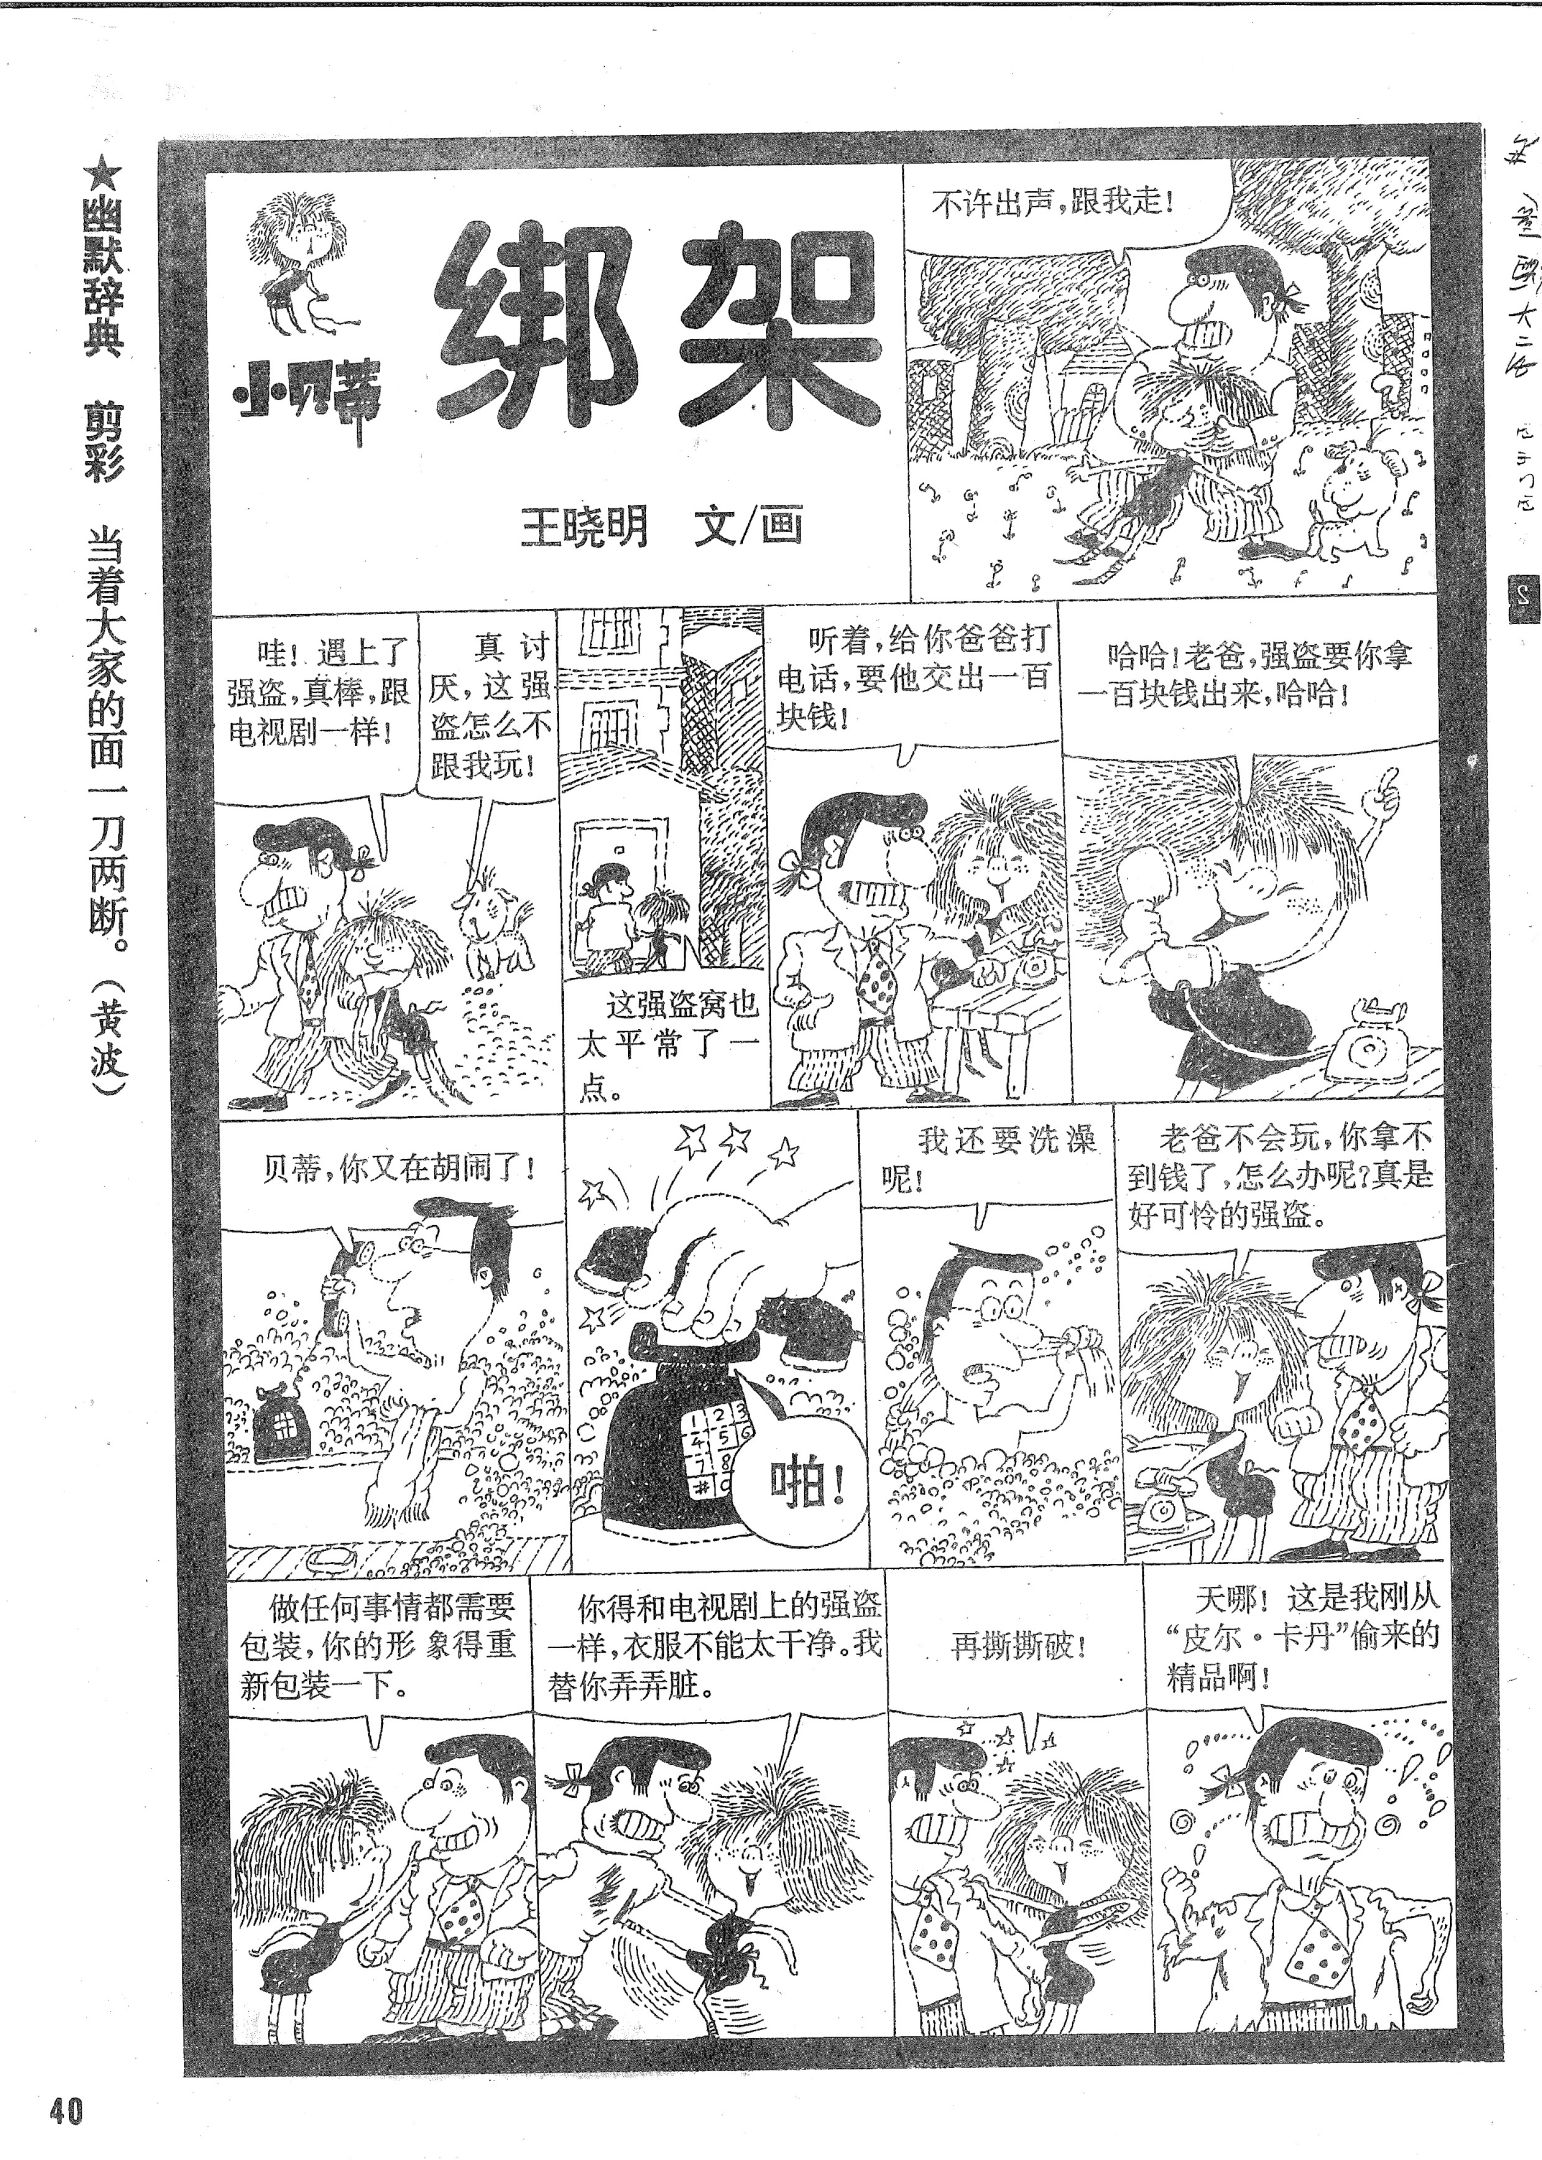 ★幽默辞典 剪彩 当着大家的面一刀两断。(黄波)
小贝蒂
绑架
王晓明 文/画
不许出声,跟我走!
哇!遇上了
强盗,真棒,跟
电视剧一样!
真讨
厌,这强
盗怎么不
跟我玩!
这强盗窝也
太平常了一
点。
听着,给你爸爸打
电话,要他交出一百
块钱!
哈哈!老爸,强盗要你拿
一百块钱出来,哈哈!
贝蒂,你又在胡闹了!
1 2 3
4 5 6
7 8
# 0
啪!
我还要洗澡
呢!
老爸不会玩,你拿不
到钱了,怎么办呢?真是
好可怜的强盗。
做任何事情都需要
包装,你的形象得重
新包装一下。
你得和电视剧上的强盗
一样,衣服不能太干净。我
替你弄弄脏。
再撕撕破!
天哪!这是我刚从
“皮尔·卡丹”偷来的
精品啊!
40